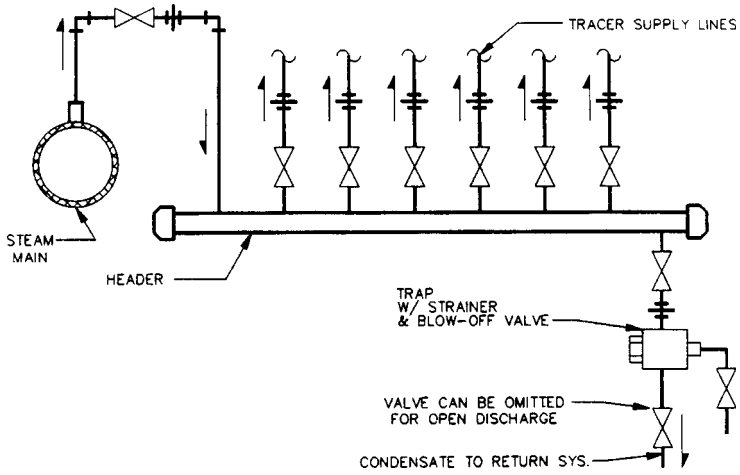 TRACER SUPPLY LINES
STEAM
MAIN
HEADER
TRAP
W/ STRAINER
& BLOW-OFF VALVE
VALVE CAN BE OMITTED
FOR OPEN DISCHARGE
CONDENSATE TO RETURN SYS.